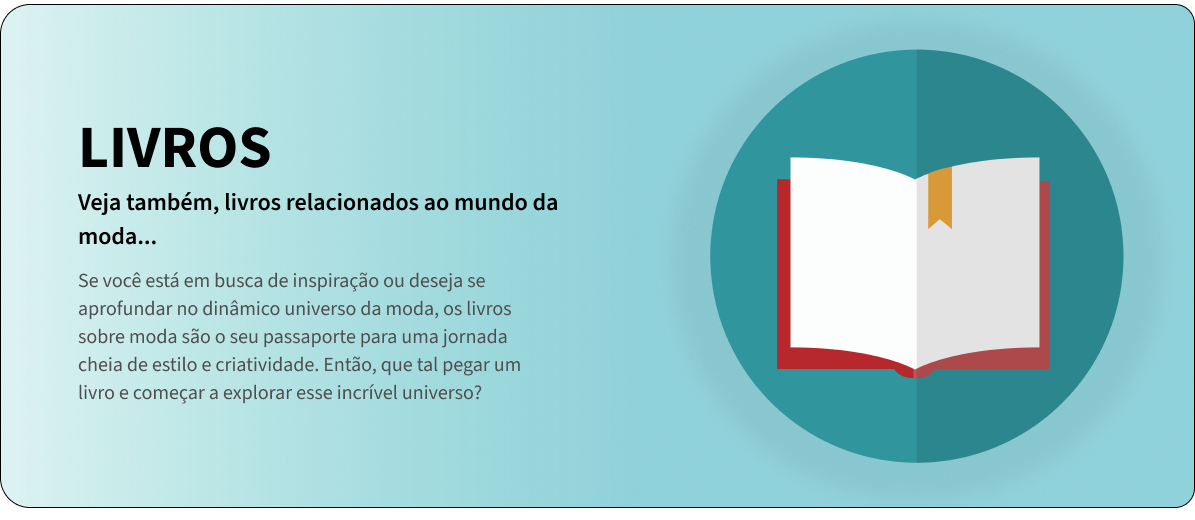 LIVROS
Veja também, livros relacionados ao mundo da
moda...
Se você está em busca de inspiração ou deseja se
aprofundar no dinâmico universo da moda, os livros
sobre moda são o seu passaporte para uma jornada
cheia de estilo e criatividade. Então, que tal pegar um
livro e começar a explorar esse incrível universo?